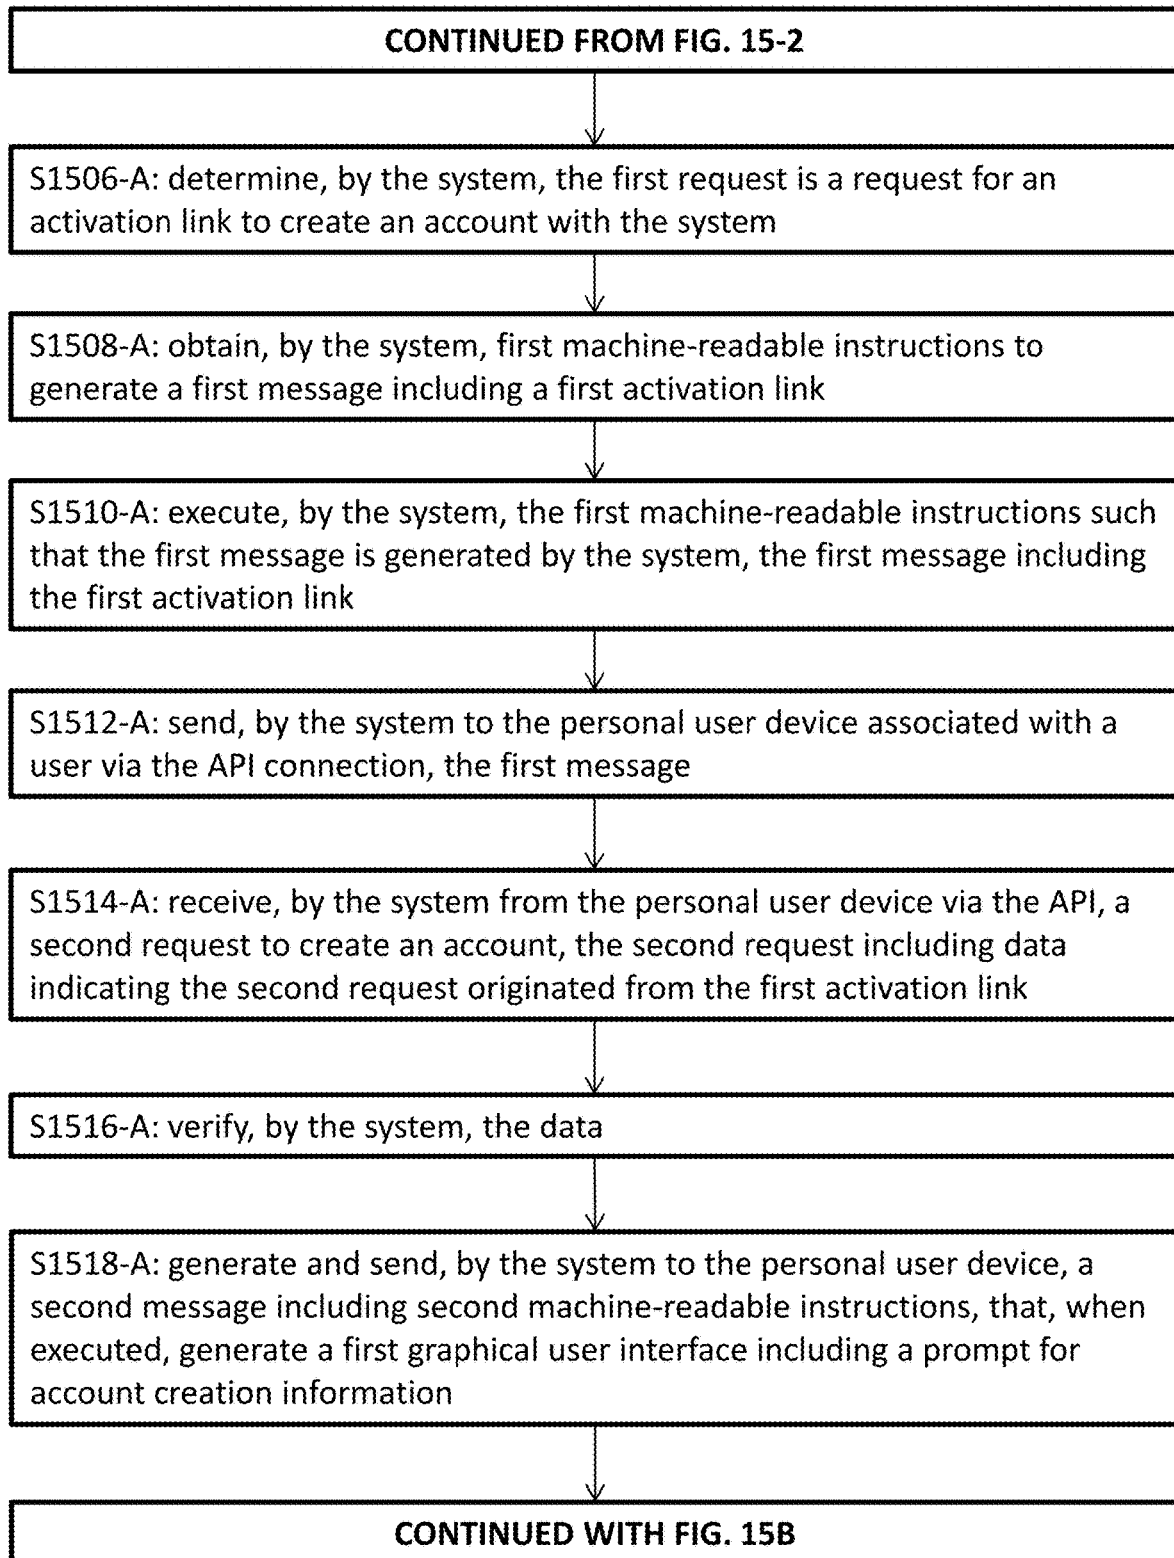 CONTINUED FROM FIG. 15-2
S1506-A: determine, by the system, the first request is a request for an
activation link to create an account with the system
S1508-A: obtain, by the system, first machine-readable instructions to
generate a first message including a first activation link
S1510-A: execute, by the system, the first machine-readable instructions such
that the first message is generated by the system, the first message including
the first activation link
S1512-A: send, by the system to the personal user device associated with a
user via the API connection, the first message
S1514-A: receive, by the system from the personal user device via the API, a
second request to create an account, the second request including data
indicating the second request originated from the first activation link
S1516-A: verify, by the system, the data
S1518-A: generate and send, by the system to the personal user device, a
second message including second machine-readable instructions, that, when
executed, generate a first graphical user interface including a prompt for
account creation information
CONTINUED WITH FIG. 15B